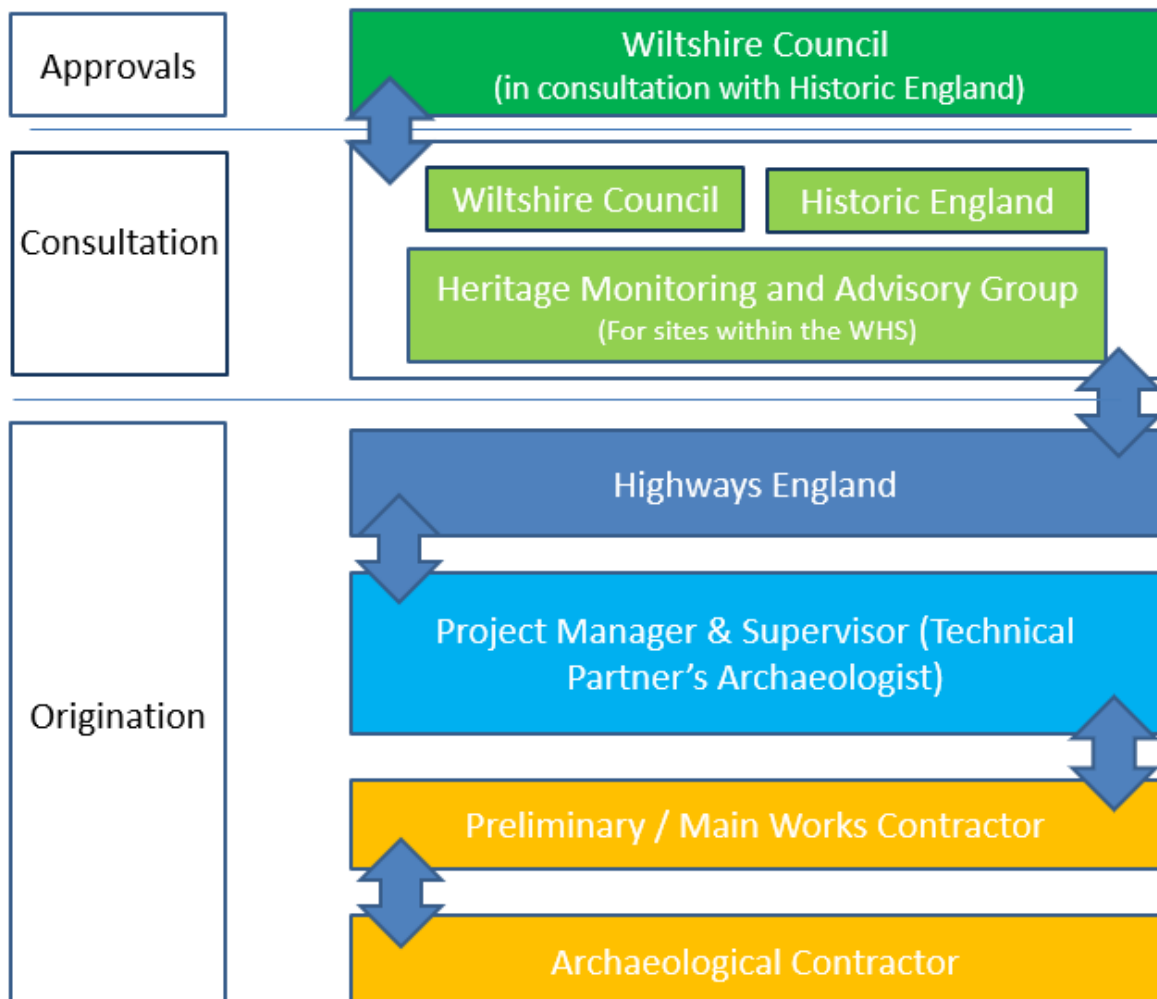 Approvals
Wiltshire Council
(in consultation with Historic England)
Consultation
Wiltshire Council
Historic England
Heritage Monitoring and Advisory Group
(For sites within the WHS)
Origination
Highways England
Project Manager & Supervisor (Technical
Partner’s Archaeologist)
Preliminary / Main Works Contractor
Archaeological Contractor